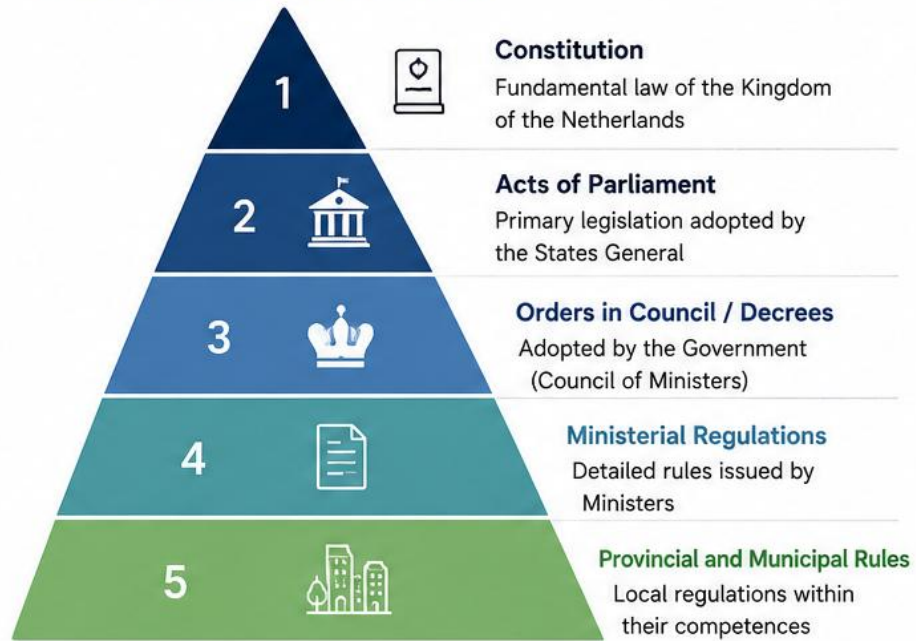 1
Constitution
Fundamental law of the Kingdom
of the Netherlands
2
Acts of Parliament
Primary legislation adopted by
the States General
3
Orders in Council / Decrees
Adopted by the Government
(Council of Ministers)
4
Ministerial Regulations
Detailed rules issued by
Ministers
5
Provincial and Municipal Rules
Local regulations within
their competences